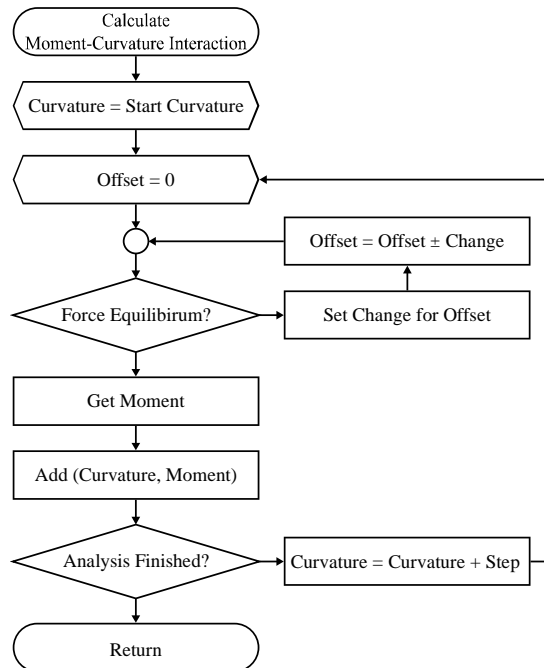 Calculate
Moment-Curvature Interaction
Curvature = Start Curvature
Offset = 0
Offset = Offset ± Change
Force Equilibirum?
Set Change for Offset
Get Moment
Add (Curvature, Moment)
Analysis Finished?
Curvature = Curvature + Step
Return